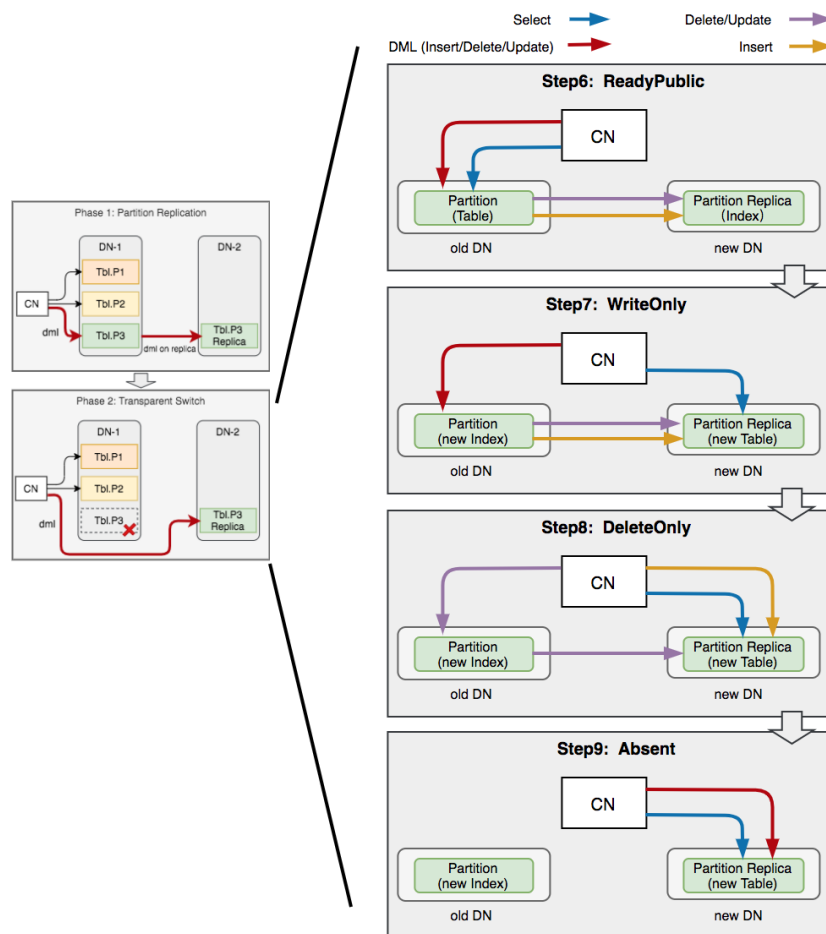 Select
Delete/Update
DML (Insert/Delete/Update)
Insert
Phase 1: Partition Replication
DN-1
DN-2
Tbl.P1
CN
Tbl.P2
dml
Tbl.P3
dml on replica
Tbl.P3
Replica
Phase 2: Transparent Switch
DN-1
DN-2
Tbl.P1
CN
Tbl.P2
dml
Tbl.P3
Tbl.P3
Replica
Step6: ReadyPublic
CN
Partition
(Table)
Partition Replica
(Index)
old DN
new DN
Step7: WriteOnly
CN
Partition
(new Index)
Partition Replica
(new Table)
old DN
new DN
Step8: DeleteOnly
CN
Partition
(new Index)
Partition Replica
(new Table)
old DN
new DN
Step9: Absent
CN
Partition
(new Index)
Partition Replica
(new Table)
old DN
new DN